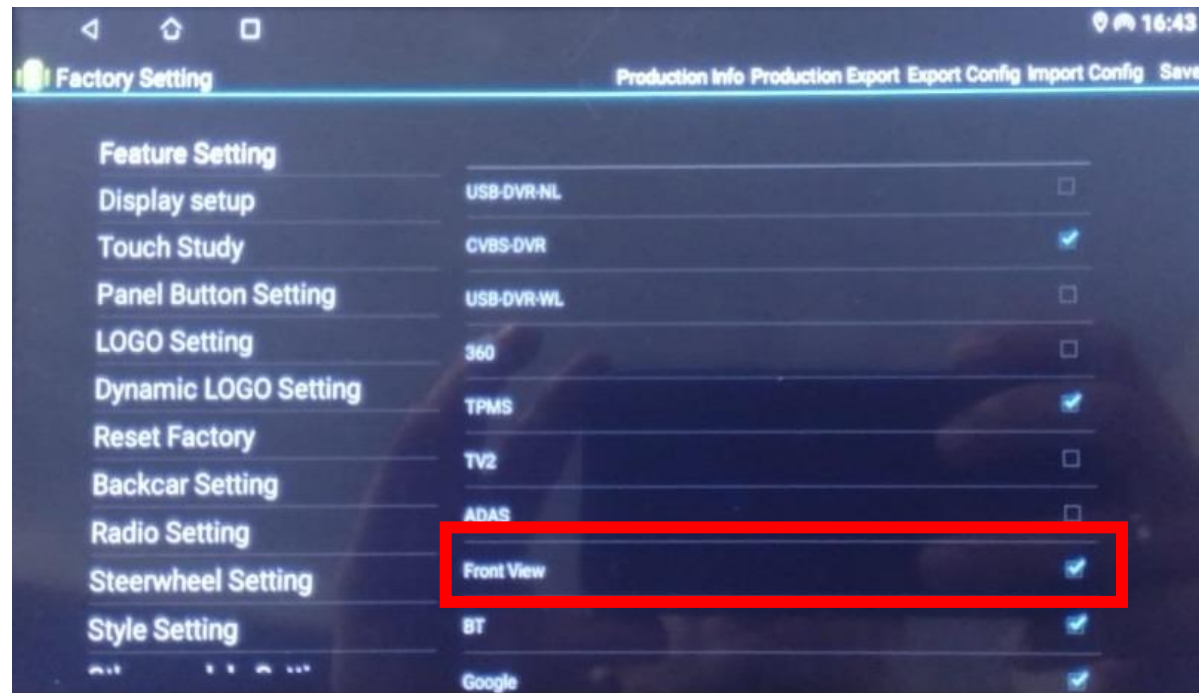 16:43
Factory Setting
Production Info Production Export Export Config Import Config Save
Feature Setting
Display setup
Touch Study
Panel Button Setting
LOGO Setting
Dynamic LOGO Setting
Reset Factory
Backcar Setting
Radio Setting
Steerwheel Setting
Style Setting
USB-DVR-NL
CVBS-DVR
USB-DVR-WL
360
TPMS
TV2
ADAS
Front View
BT
Google